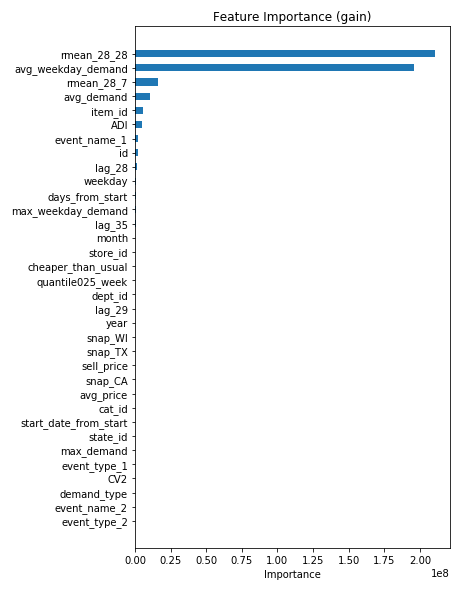 Feature Importance (gain)
rmean_28_28
avg_weekday_demand
rmean_28_7
avg_demand
item_id
ADI
event_name_1
id
lag_28
weekday
days_from_start
max_weekday_demand
lag_35
month
store_id
cheaper_than_usual
quantile025_week
dept_id
lag_29
year
snap_WI
snap_TX
sell_price
snap_CA
avg_price
cat_id
start_date_from_start
state_id
max_demand
event_type_1
CV2
demand_type
event_name_2
event_type_2
0.00 0.25 0.50 0.75 1.00 1.25 1.50 1.75 2.00
1e8
Importance